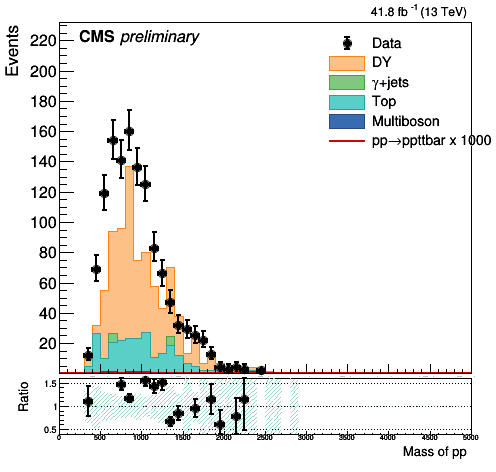 41.8 fb⁻¹ (13 TeV)
CMS preliminary
Events
220
200
180
160
140
120
100
80
60
40
20
Data
DY
γ+jets
Top
Multiboson
pp→ppttbar x 1000
Ratio
1.5
1
0.5
0 500 1000 1500 2000 2500 3000 3500 4000 4500 5000
Mass of pp